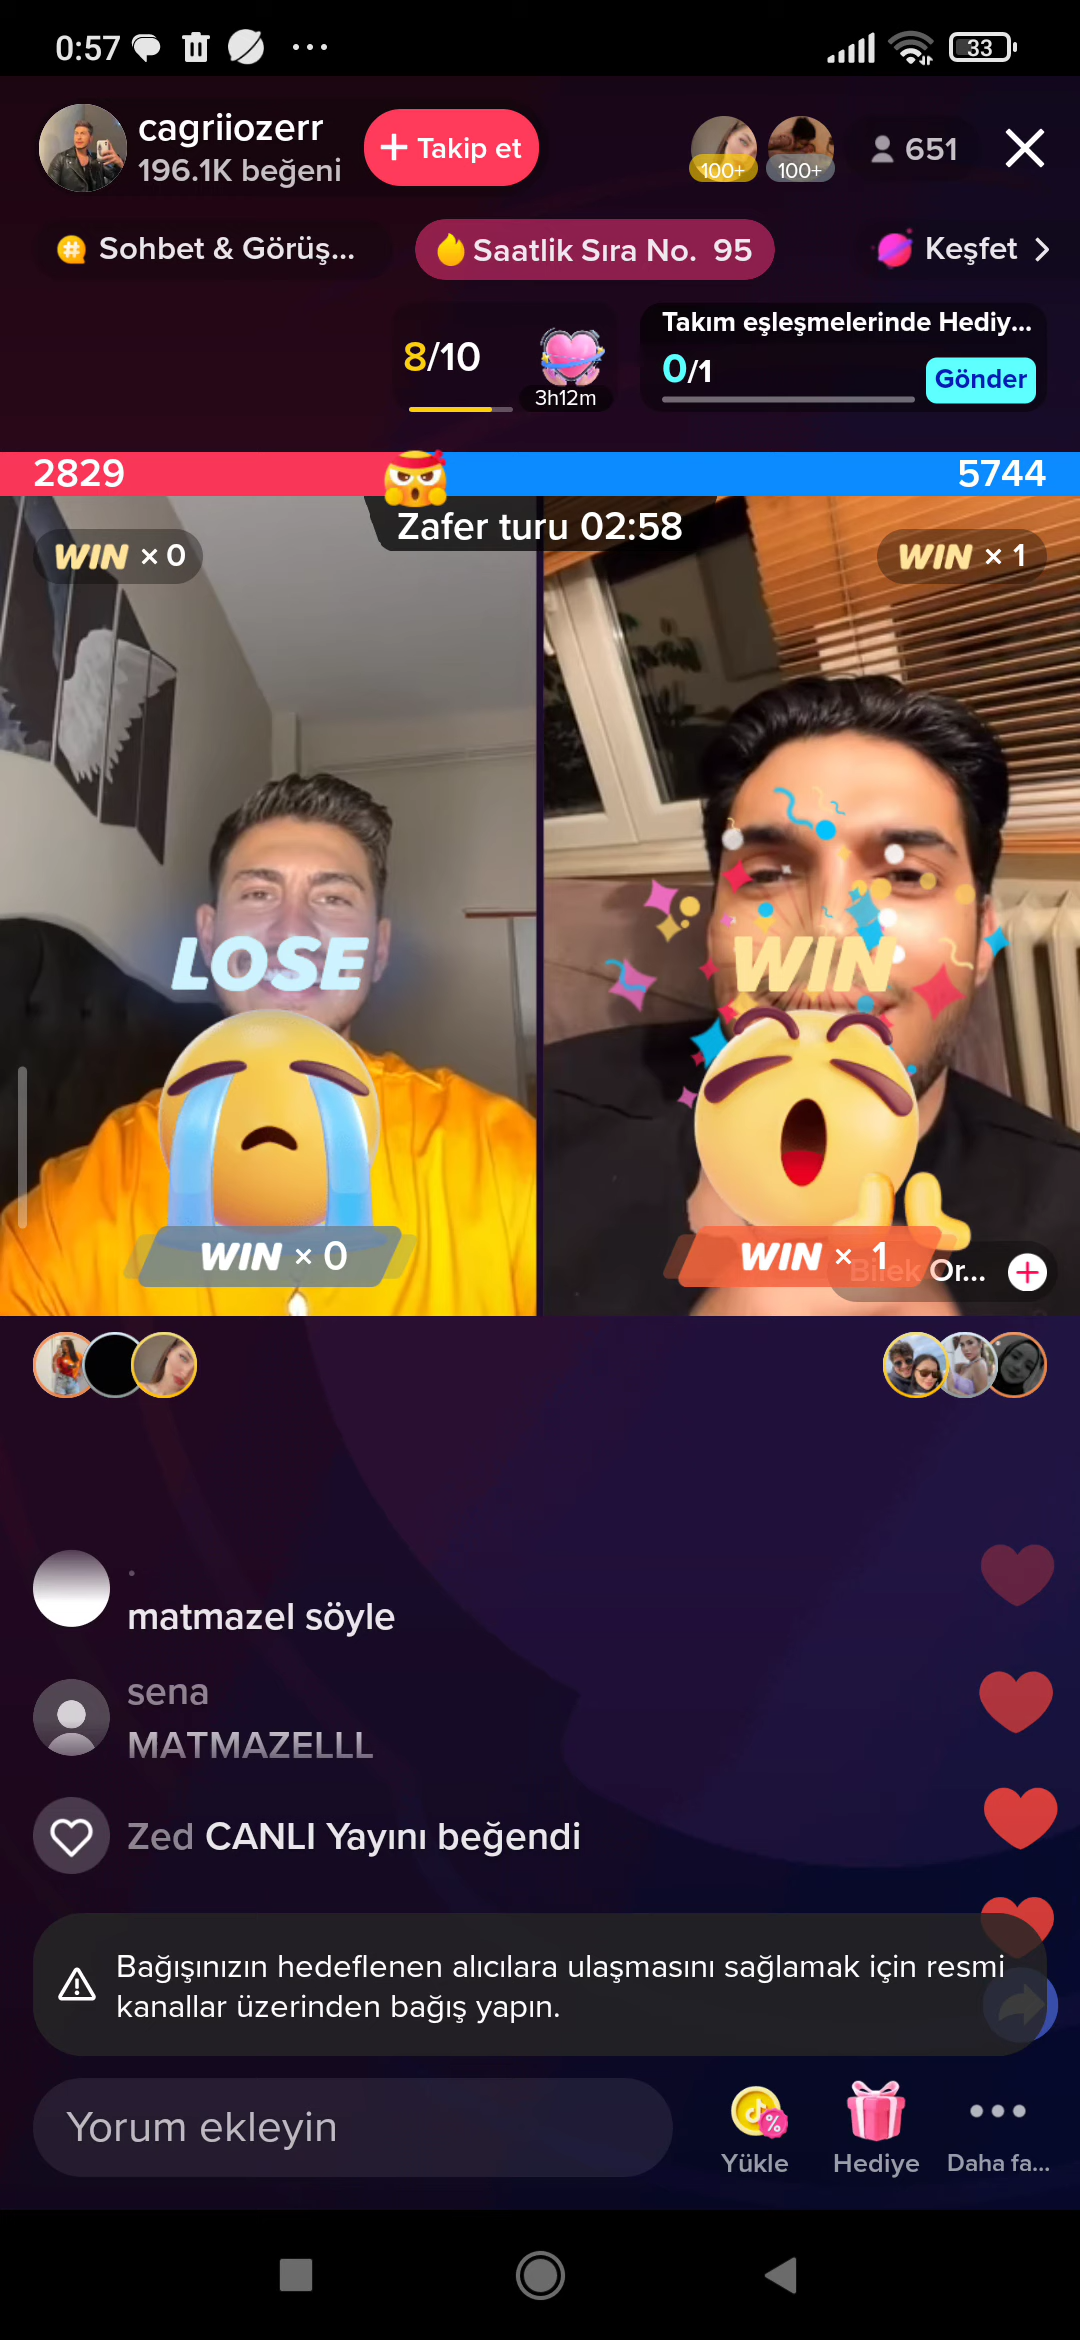 0:57
33
cagriiozerr
196.1K beğeni
+ Takip et
100+
100+
651
Sohbet & Görüş...
Saatlik Sıra No. 95
Keşfet
8/10
3h12m
Takım eşleşmelerinde Hediy...
0/1
Gönder
2829
5744
Zafer turu 02:58
WIN × 0
WIN × 1
LOSE
WIN
WIN × 0
WIN × 1
Bilek Or...
.
matmazel söyle
sena
MATMAZELLL
Zed CANLI Yayını beğendi
Bağışınızın hedeflenen alıcılara ulaşmasını sağlamak için resmi
kanallar üzerinden bağış yapın.
Yorum ekleyin
Yükle
Hediye
Daha fa...